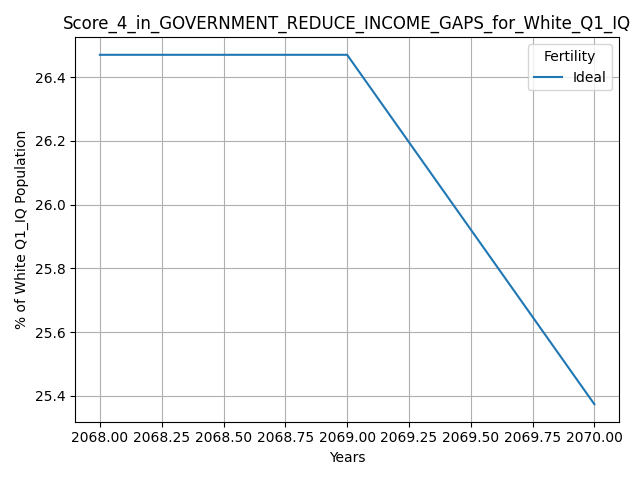 Score_4_in_GOVERNMENT_REDUCE_INCOME_GAPS_for_White_Q1_IQ
Fertility
Ideal
% of White Q1_IQ Population
26.4
26.2
26.0
25.8
25.6
25.4
2068.00 2068.25 2068.50 2068.75 2069.00 2069.25 2069.50 2069.75 2070.00
Years